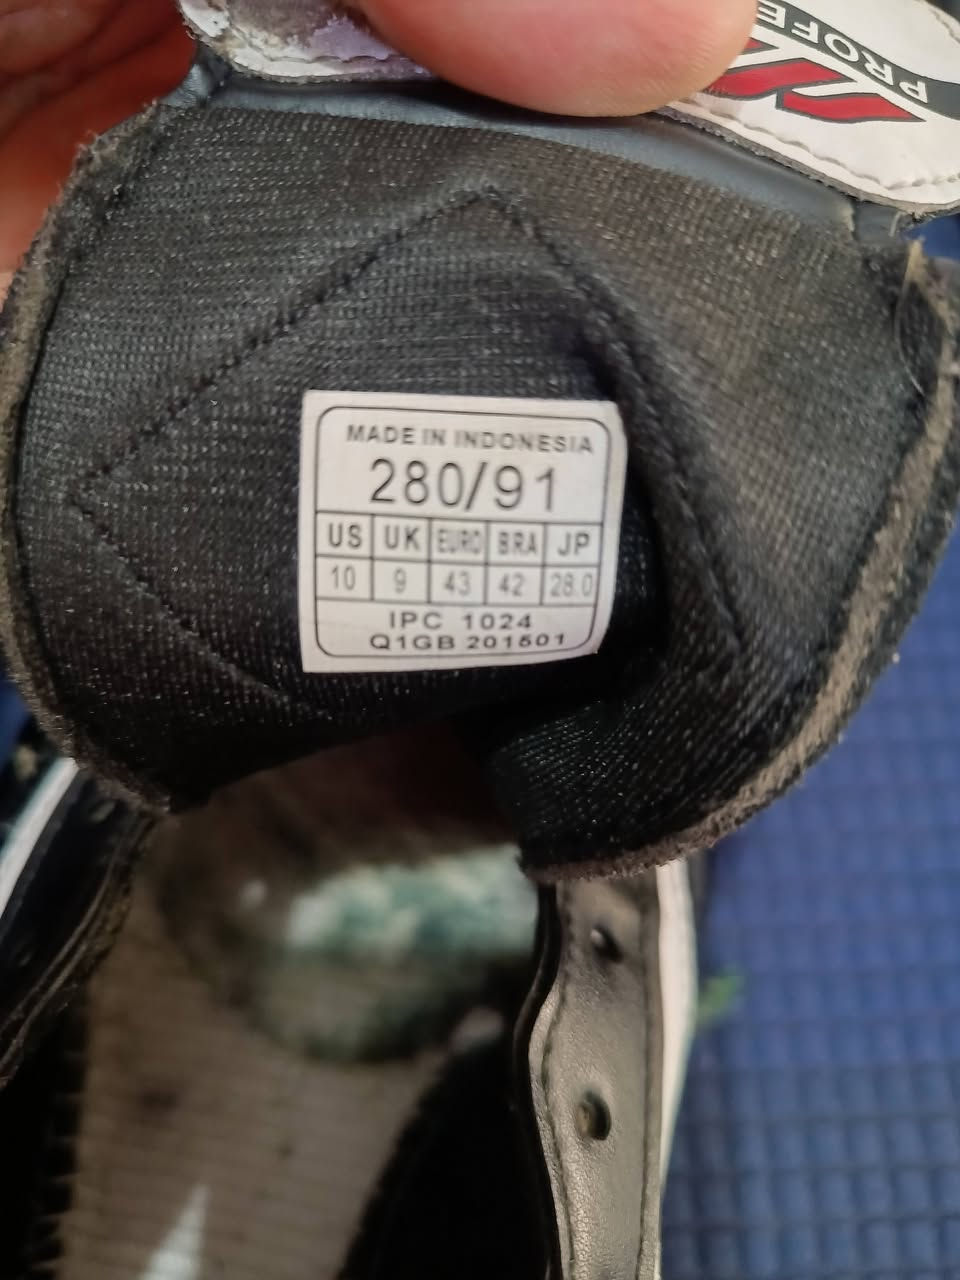 PROFE
MADE IN INDONESIA
280/91
US UK EURO BRA JP
10 9 43 42 28.0
IPC 1024
Q1GB 201501